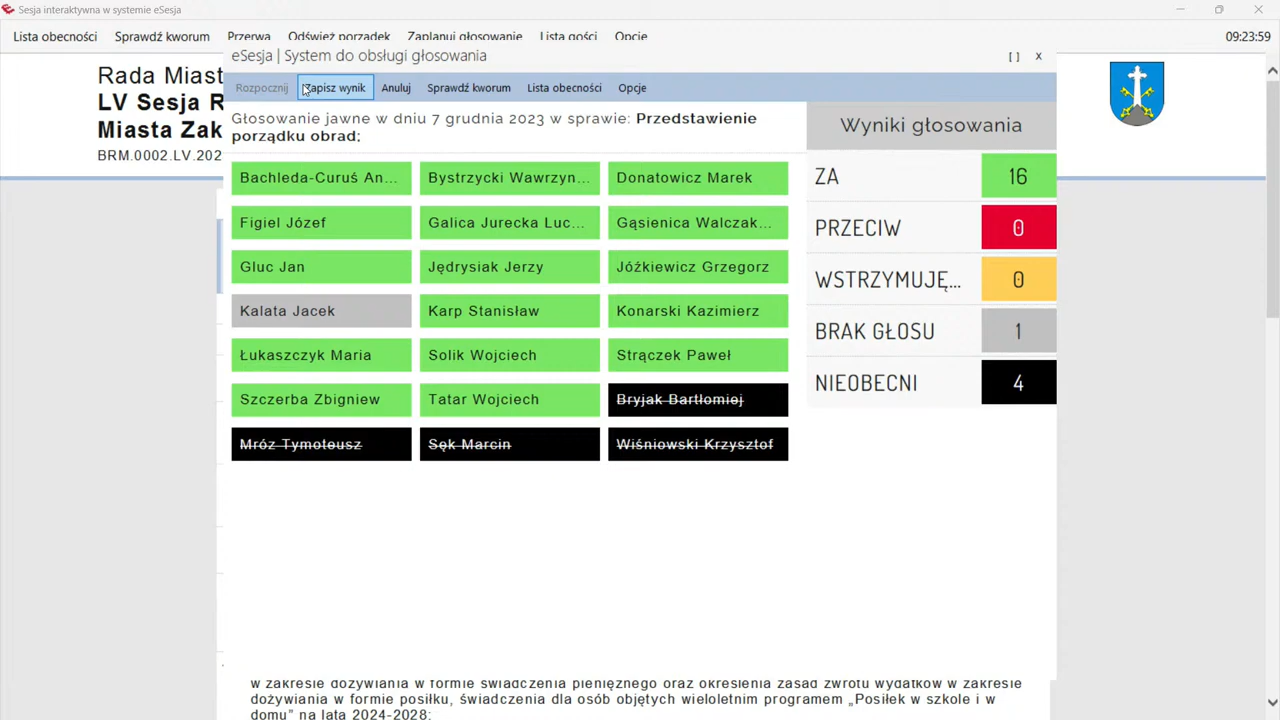 Sesja interaktywna w systemie eSesja
Lista obecności Sprawdź kworum Przerwa Odśwież porządek Zaplanuj głosowanie Lista gości Opcje 09:23:59
Rada Miast
LV Sesja R
Miasta Zak
BRM.0002.LV.202
eSesja | System do obsługi głosowania
[ ] x
Rozpocznij Zapisz wynik Anuluj Sprawdź kworum Lista obecności Opcje
Głosowanie jawne w dniu 7 grudnia 2023 w sprawie: Przedstawienie
porządku obrad;
Bachleda-Curuś An... Bystrzycki Wawrzyn... Donatowicz Marek
Figiel Józef Galica Jurecka Luc... Gąsienica Walczak...
Gluc Jan Jędrysiak Jerzy Jóźkiewicz Grzegorz
Kalata Jacek Karp Stanisław Konarski Kazimierz
Łukaszczyk Maria Solik Wojciech Strączek Paweł
Szczerba Zbigniew Tatar Wojciech Bryjak Bartłomiej
Mróz Tymoteusz Sęk Marcin Wiśniowski Krzysztof
Wyniki głosowania
ZA 16
PRZECIW 0
WSTRZYMUJĘ... 0
BRAK GŁOSU 1
NIEOBECNI 4
w zakresie dożywiania w formie świadczenia pieniężnego oraz określenia zasad zwrotu wydatków w zakresie
dożywiania w formie posiłku, świadczenia dla osób objętych wieloletnim programem „Posiłek w szkole i w
domu” na lata 2024-2028;